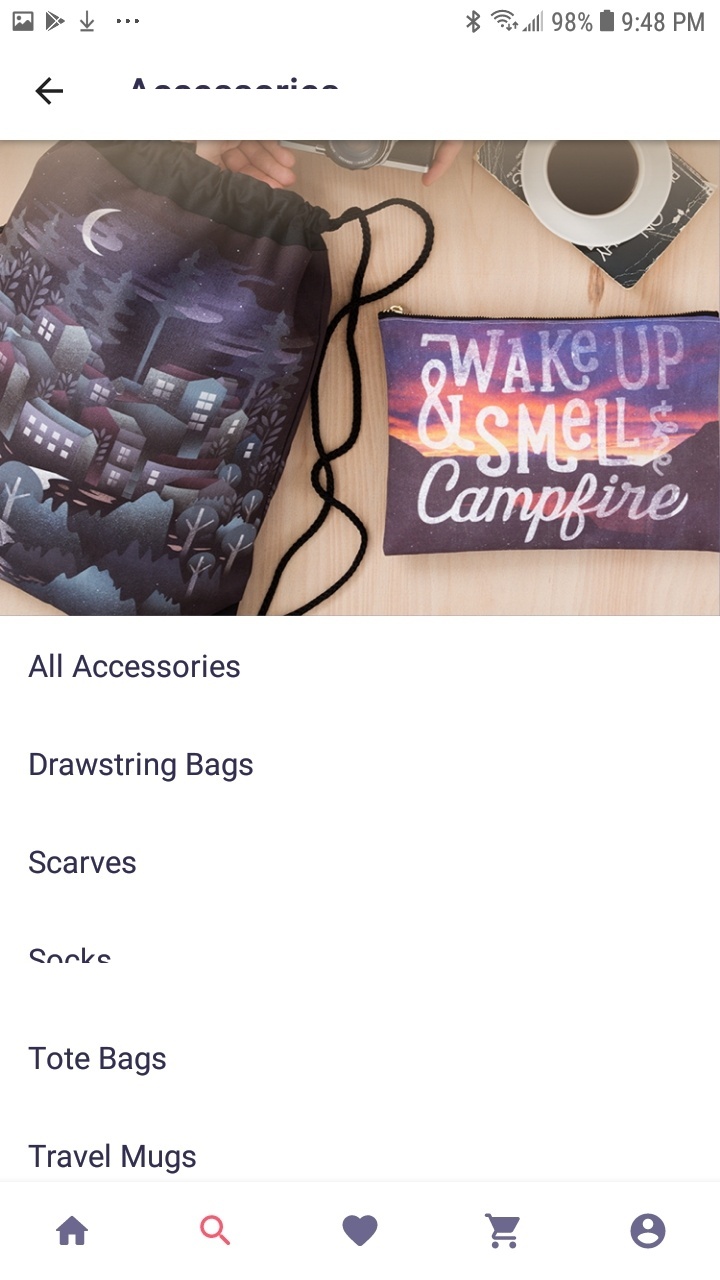 98% 9:48 PM
Accessories
WAKE UP
& SMELL
Campfire
All Accessories
Drawstring Bags
Scarves
Socks
Tote Bags
Travel Mugs